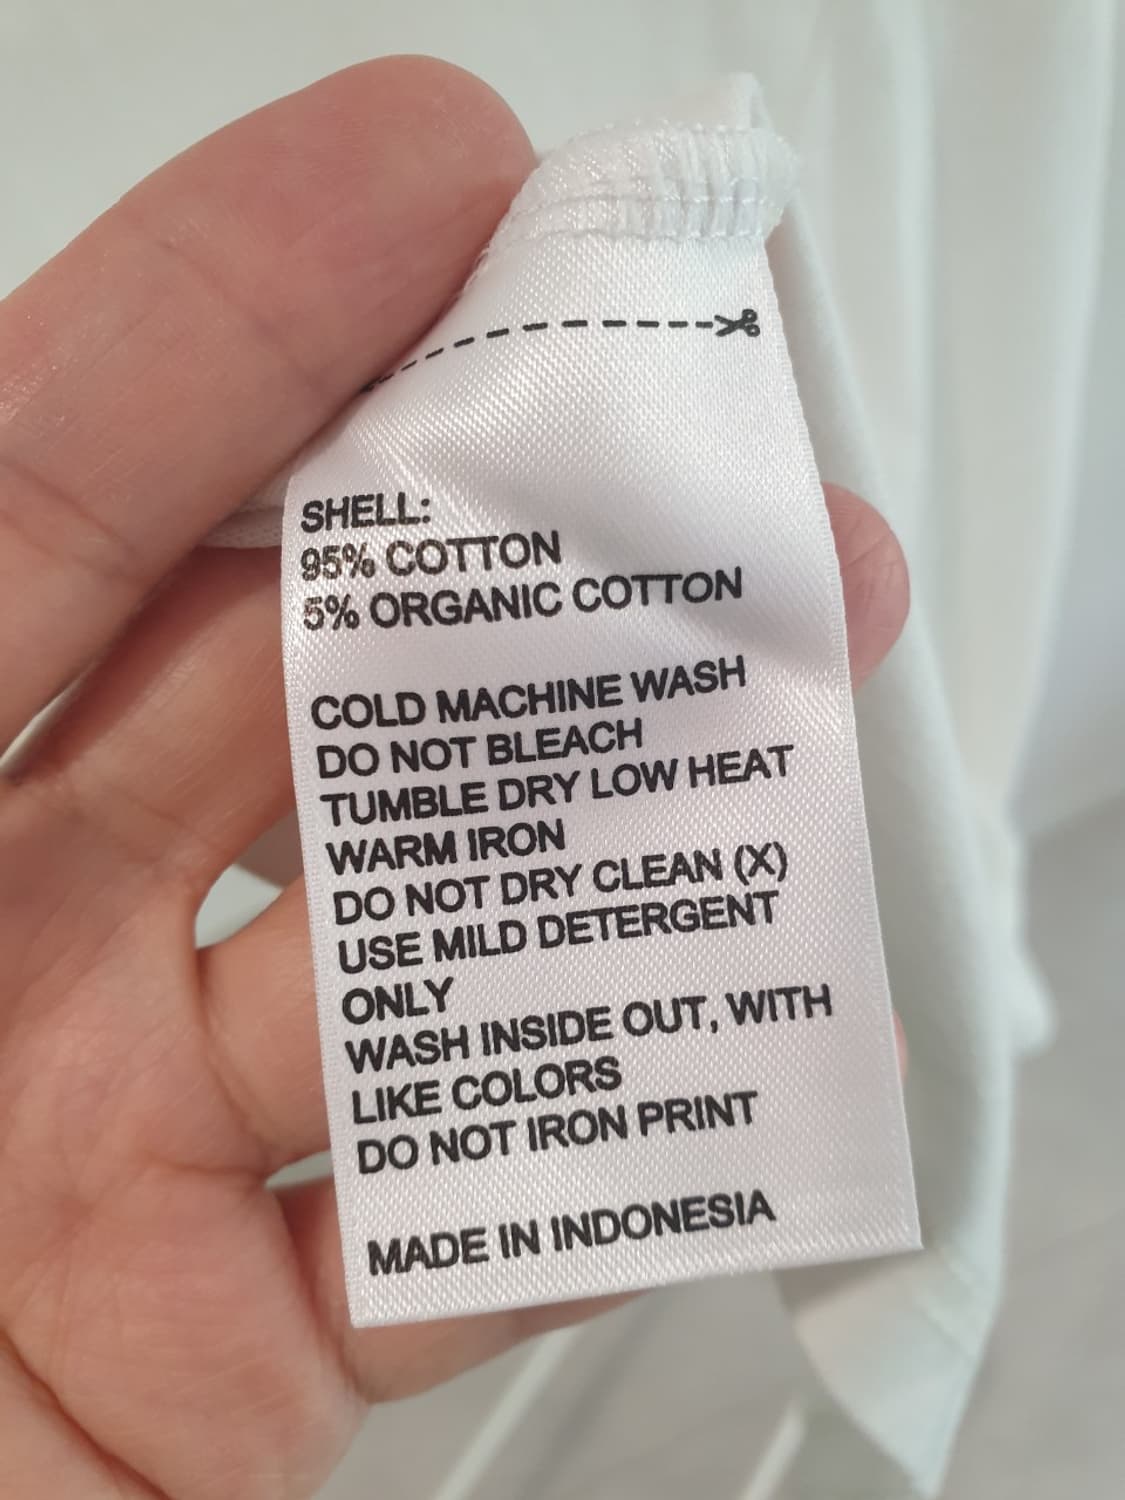 SHELL:
95% COTTON
5% ORGANIC COTTON
COLD MACHINE WASH
DO NOT BLEACH
TUMBLE DRY LOW HEAT
WARM IRON
DO NOT DRY CLEAN (X)
USE MILD DETERGENT
ONLY
WASH INSIDE OUT, WITH
LIKE COLORS
DO NOT IRON PRINT
MADE IN INDONESIA